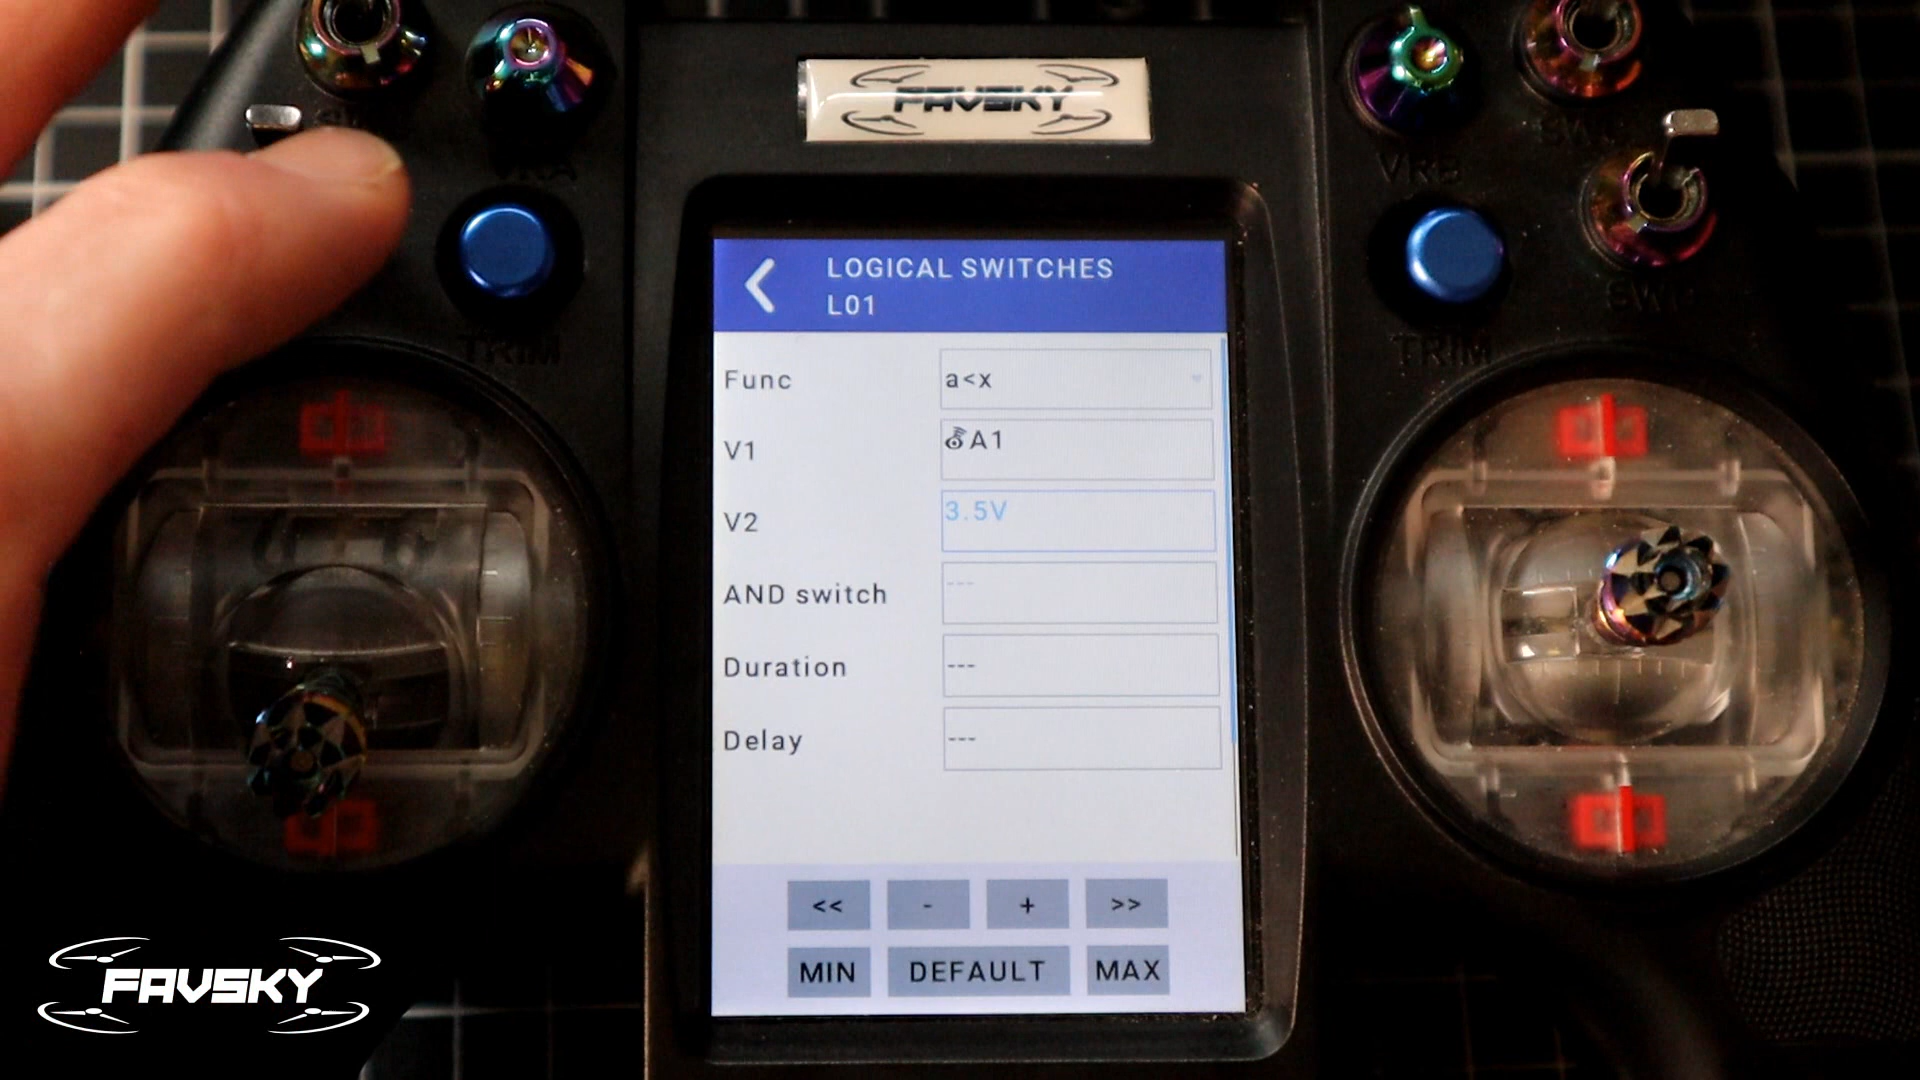 FAVSKY
VRA
VRB
TRIM
TRIM
LOGICAL SWITCHES
L01
Func
a<x
V1
A1
V2
3.5V
AND switch
---
Duration
---
Delay
---
<<
-
+
>>
MIN
DEFAULT
MAX
FAVSKY